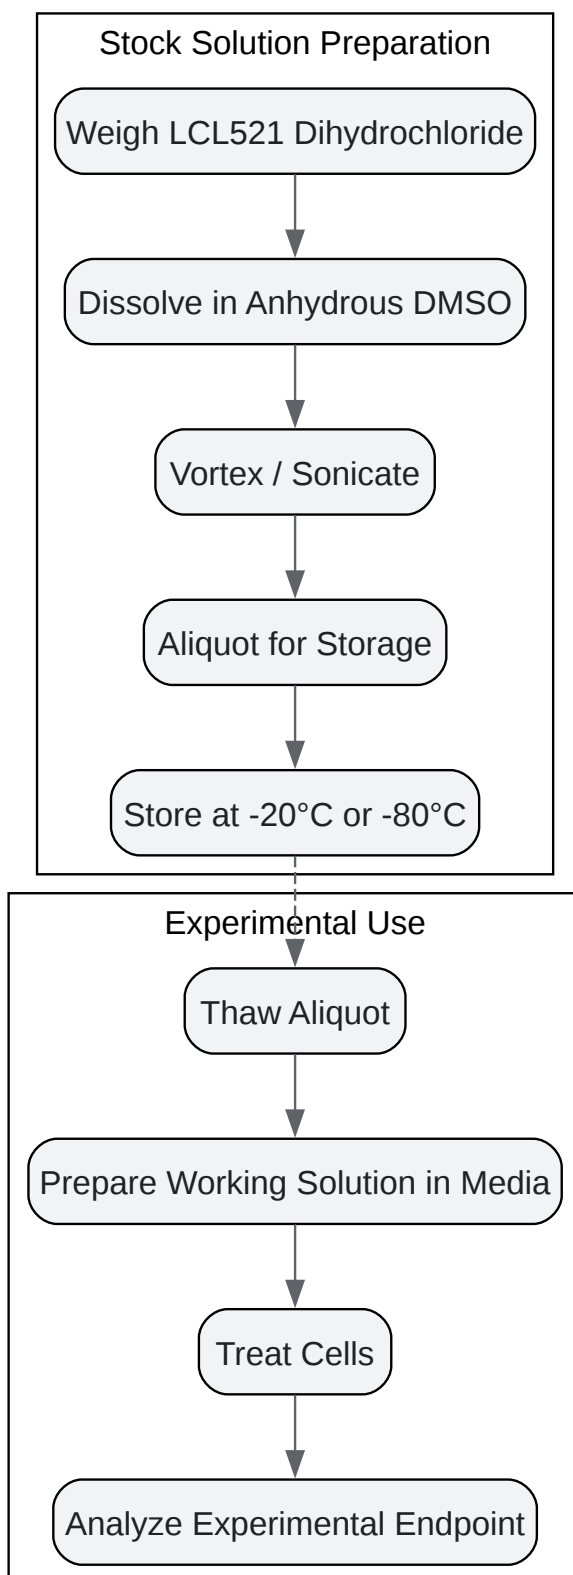 Stock Solution Preparation
Weigh LCL521 Dihydrochloride
Dissolve in Anhydrous DMSO
Vortex / Sonicate
Aliquot for Storage
Store at -20°C or -80°C
Experimental Use
Thaw Aliquot
Prepare Working Solution in Media
Treat Cells
Analyze Experimental Endpoint